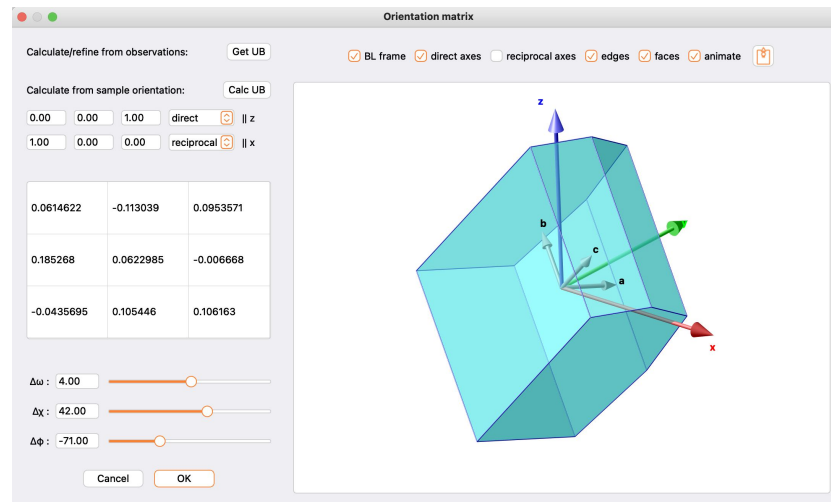 Orientation matrix
Calculate/refine from observations: Get UB
BL frame direct axes reciprocal axes edges faces animate
Calculate from sample orientation: Calc UB
0.00 0.00 1.00 direct || z
1.00 0.00 0.00 reciprocal || x
0.0614622 -0.113039 0.0953571
0.185268 0.0622985 -0.006668
-0.0435695 0.105446 0.106163
Δω : 4.00
Δχ : 42.00
Δφ : -71.00
Cancel OK
z
b
c
a
x